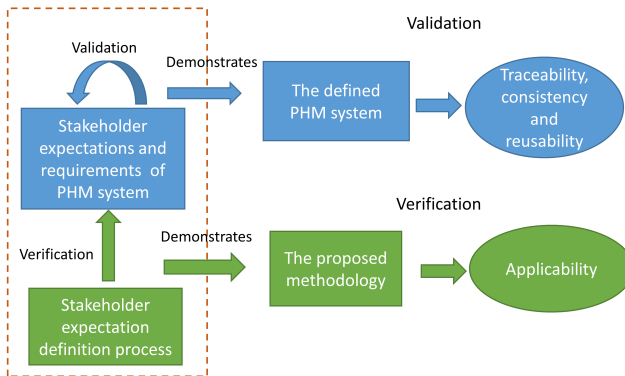 Validation
Validation
Demonstrates
The defined
PHM system
Traceability,
consistency
and
reusability
Stakeholder
expectations and
requirements of
PHM system
Verification
Demonstrates
Verification
The proposed
methodology
Applicability
Stakeholder
expectation
definition process